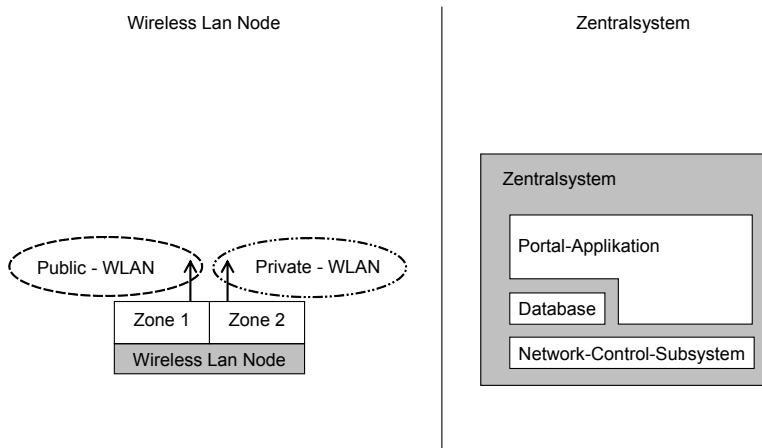 Wireless Lan Node
Zentralsystem
Zentralsystem
Portal-Applikation
Public - WLAN
Private - WLAN
Zone 1
Zone 2
Database
Wireless Lan Node
Network-Control-Subsystem